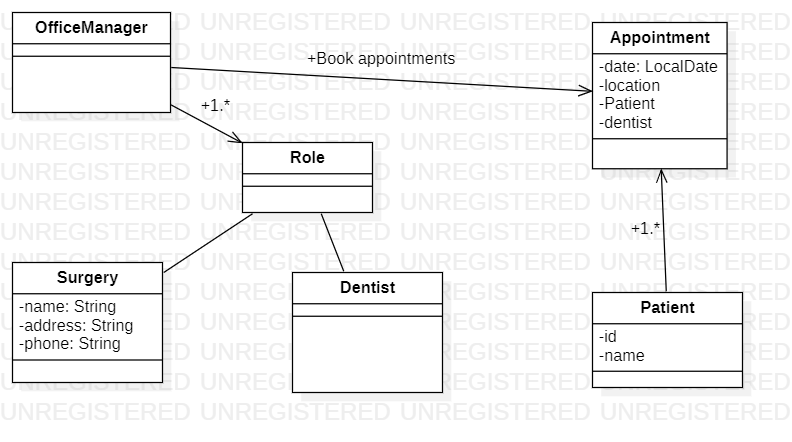 OfficeManager
Appointment
+Book appointments
-date: LocalDate
-location
-Patient
-dentist
+1.*
Role
+1.*
Surgery
-name: String
-address: String
-phone: String
Dentist
Patient
-id
-name
UNREGISTERED UNREGISTERED UNREGISTERED UNREGISTERED